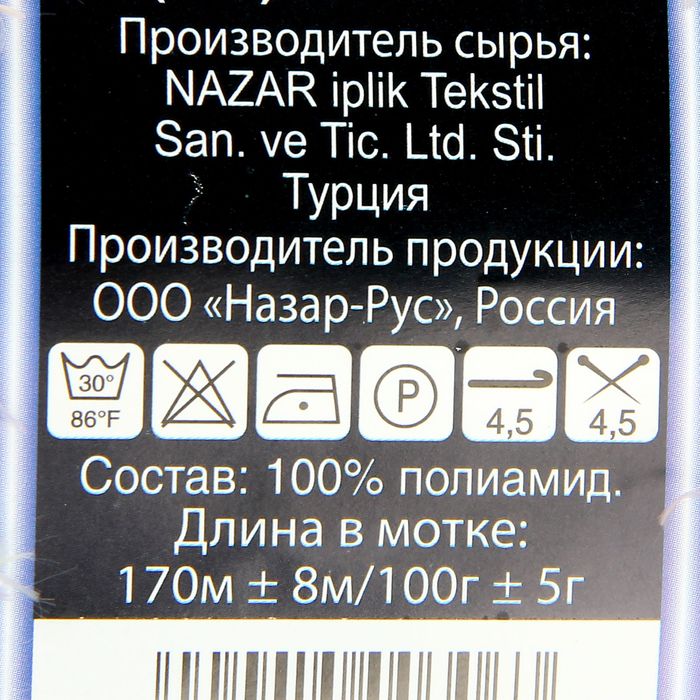 Производитель сырья:
NAZAR iplik Tekstil
San. ve Tic. Ltd. Sti.
Турция
Производитель продукции:
ООО «Назар-Рус», Россия
30° P
86°F 4,5 4,5
Состав: 100% полиамид.
Длина в мотке:
170м ± 8м/100г ± 5г